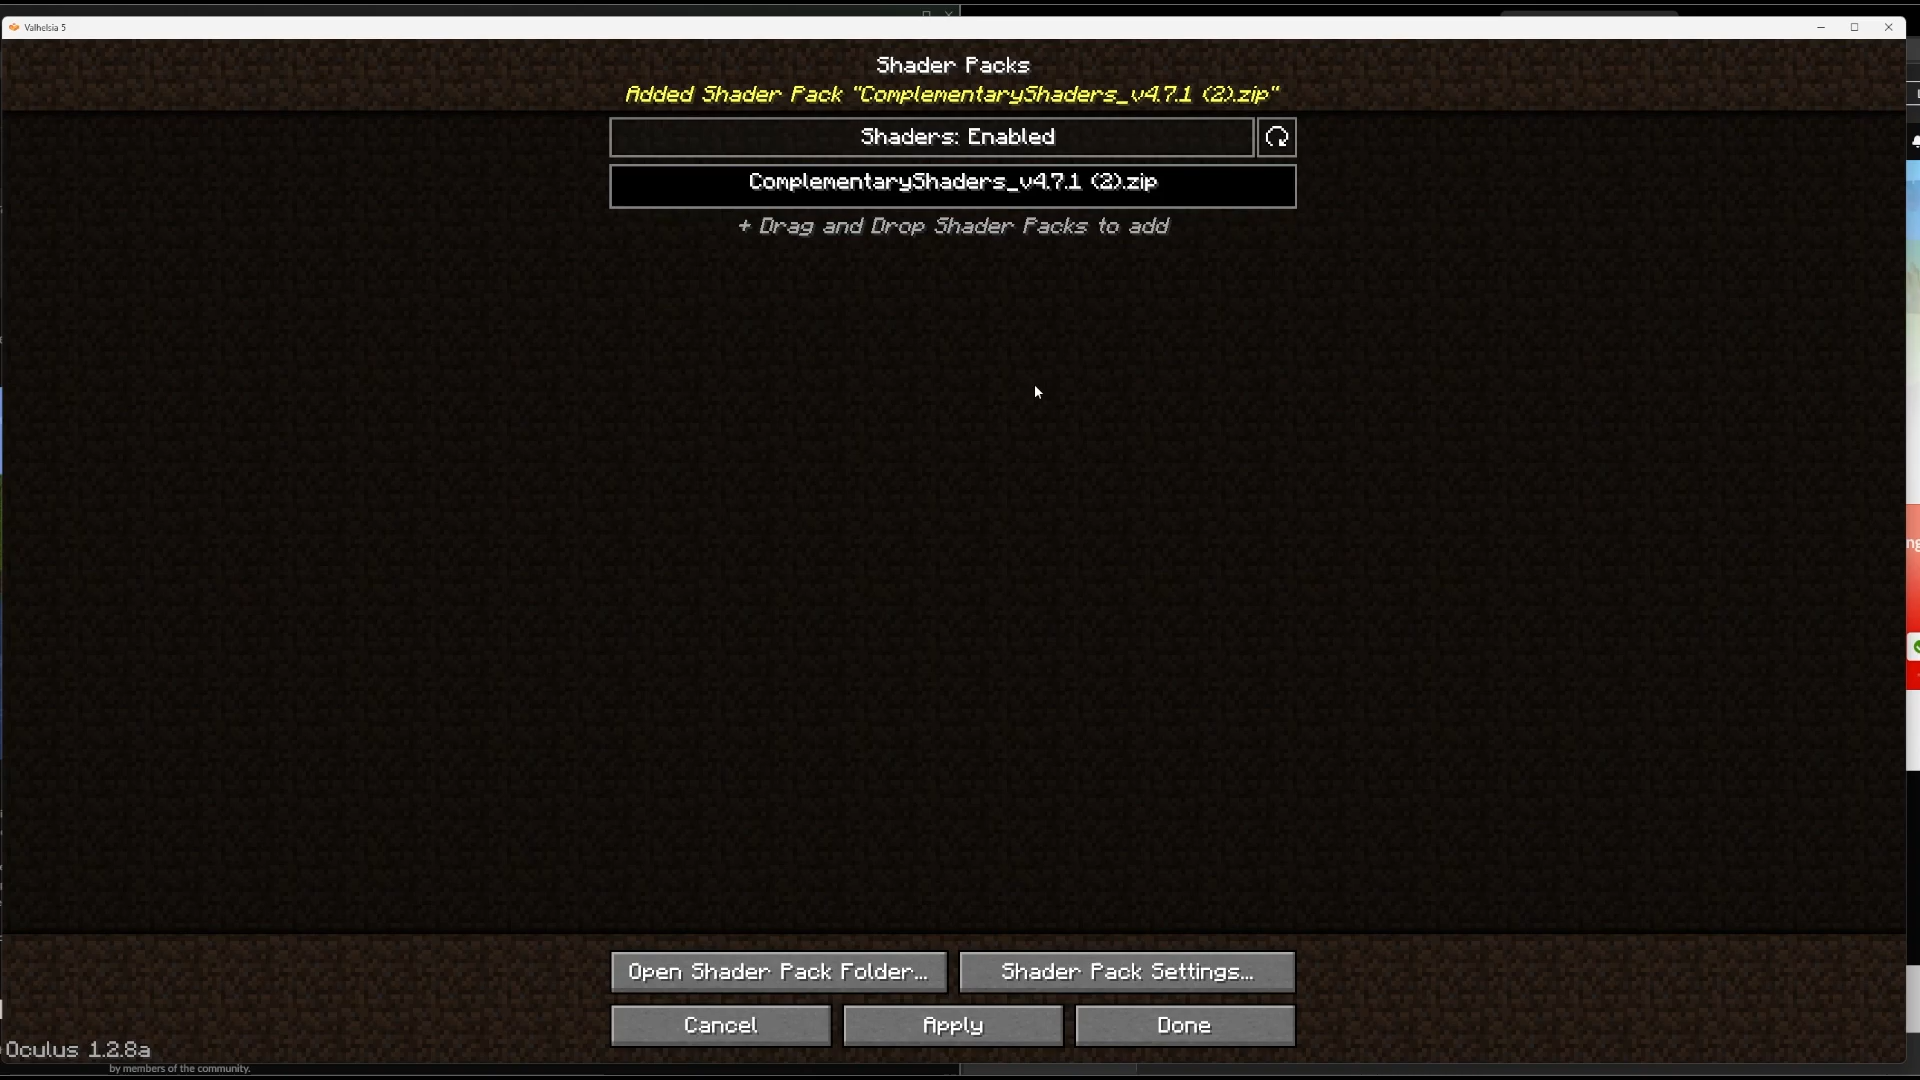 Valhelsia 5
Shader Packs
Added Shader Pack "ComplementaryShaders_v4.7.1 (2).zip"
Shaders: Enabled
ComplementaryShaders_v4.7.1 (2).zip
+ Drag and Drop Shader Packs to add
Open Shader Pack Folder...
Shader Pack Settings...
Cancel
Apply
Done
Oculus 1.2.8a
by members of the community.
ng